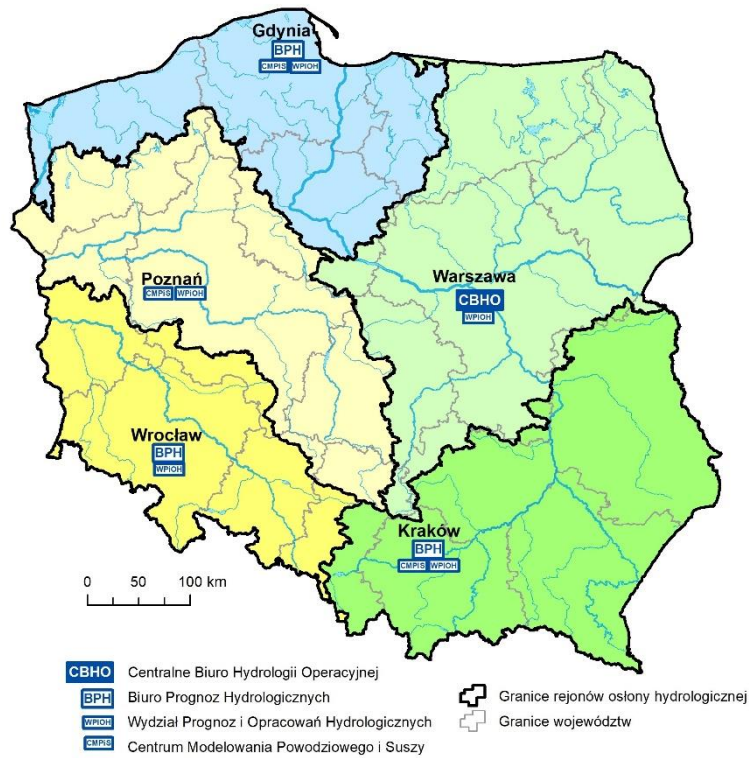 Gdynia
BPH
CMPiS WPiOH
Warszawa
CBHO
WPiOH
Poznań
CMPiS WPiOH
Wrocław
BPH
WPiOH
Kraków
BPH
CMPiS WPiOH
0 50 100 km
CBHO Centralne Biuro Hydrologii Operacyjnej
BPH Biuro Prognoz Hydrologicznych
WPiOH Wydział Prognoz i Opracowań Hydrologicznych
CMPiS Centrum Modelowania Powodziowego i Suszy
Granice rejonów osłony hydrologicznej
Granice województw